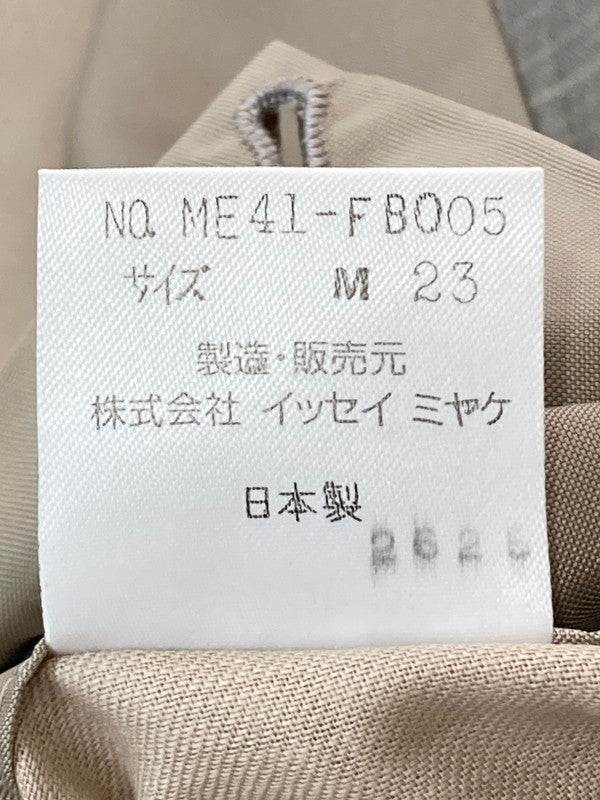 No. ME41-FB005
サイズ M 23
製造・販売元
株式会社 イッセイ ミヤケ
日本製